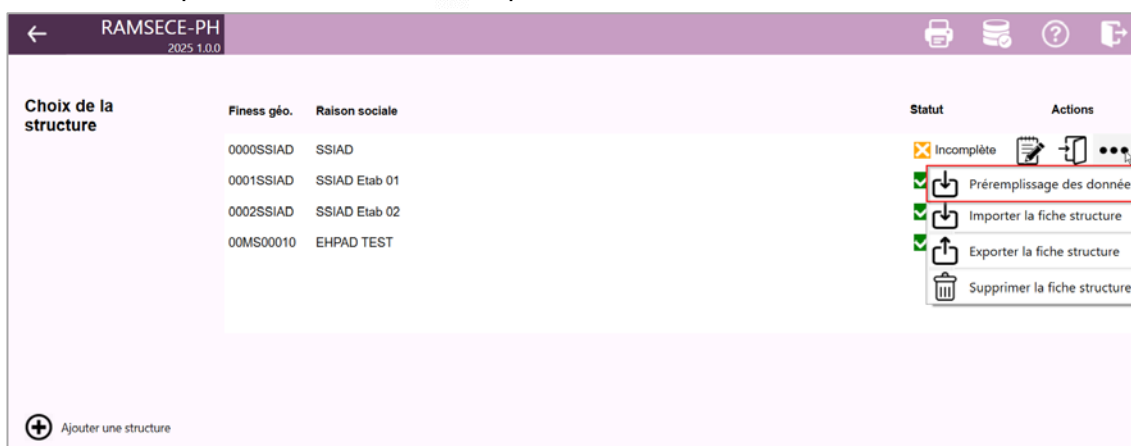 RAMSECE-PH
2025 1.0.0
Choix de la
structure
Finess géo. Raison sociale Statut Actions
0000SSIAD SSIAD Incomplète
0001SSIAD SSIAD Etab 01
0002SSIAD SSIAD Etab 02
00MS00010 EHPAD TEST
Préremplissage des donnée
Importer la fiche structure
Exporter la fiche structure
Supprimer la fiche structure
Ajouter une structure